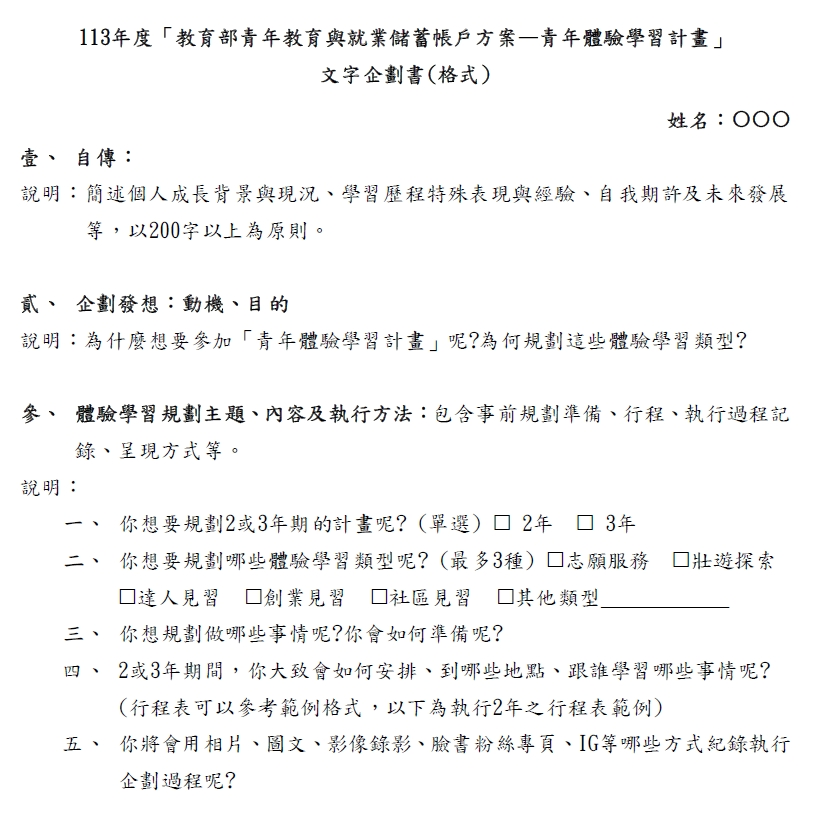 113年度「教育部青年教育與就業儲蓄帳戶方案—青年體驗學習計畫」
文字企劃書(格式)
姓名：〇〇〇
壹、 自傳：
說明：簡述個人成長背景與現況、學習歷程特殊表現與經驗、自我期許及未來發展
等，以200字以上為原則。
貳、 企劃發想：動機、目的
說明：為什麼想要參加「青年體驗學習計畫」呢?為何規劃這些體驗學習類型?
參、 體驗學習規劃主題、內容及執行方法：包含事前規劃準備、行程、執行過程記
錄、呈現方式等。
說明：
一、 你想要規劃2或3年期的計畫呢?（單選）□ 2年 □ 3年
二、 你想要規劃哪些體驗學習類型呢?（最多3種）□志願服務 □壯遊探索
□達人見習 □創業見習 □社區見習 □其他類型____________
三、 你想規劃做哪些事情呢?你會如何準備呢?
四、 2或3年期間，你大致會如何安排、到哪些地點、跟誰學習哪些事情呢?
(行程表可以參考範例格式，以下為執行2年之行程表範例)
五、 你將會用相片、圖文、影像錄影、臉書粉絲專頁、IG等哪些方式紀錄執行
企劃過程呢?